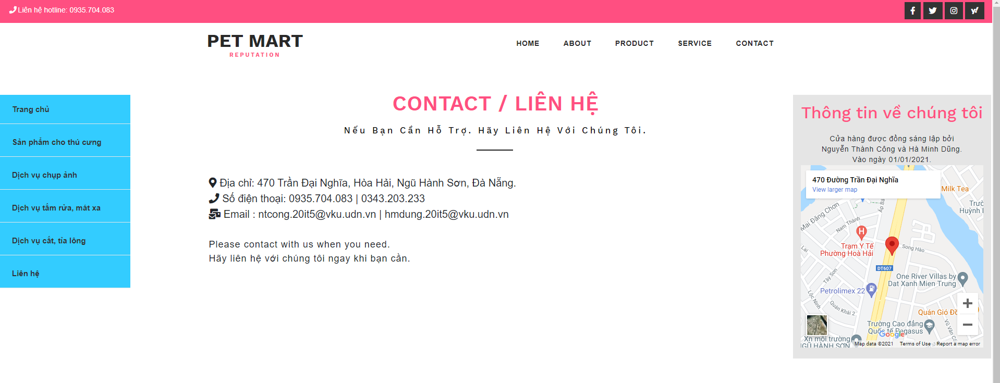 Liên hệ hotline: 0935.704.083
PET MART
REPUTATION
HOME
ABOUT
PRODUCT
SERVICE
CONTACT
Trang chủ
Sản phẩm cho thú cưng
Dịch vụ chụp ảnh
Dịch vụ tắm rửa, mát xa
Dịch vụ cắt, tỉa lông
Liên hệ
CONTACT / LIÊN HỆ
Nếu Bạn Cần Hỗ Trợ. Hãy Liên Hệ Với Chúng Tôi.
Địa chỉ: 470 Trần Đại Nghĩa, Hòa Hải, Ngũ Hành Sơn, Đà Nẵng.
Số điện thoại: 0935.704.083 | 0343.203.233
Email : ntcong.20it5@vku.udn.vn | hmdung.20it5@vku.udn.vn
Please contact with us when you need.
Hãy liên hệ với chúng tôi ngay khi bạn cần.
Thông tin về chúng tôi
Cửa hàng được đồng sáng lập bởi
Nguyễn Thành Công và Hà Minh Dũng.
Vào ngày 01/01/2021.
470 Đường Trần Đại Nghĩa
View larger map
Milk Tea
Huỳnh
Mai Đăng Chơn
Nam Thành
H
Trạm Y Tế
Phường Hoà Hải
Song Hào
Lai
DT607
Tây Sơn
One River Villas by
Dat Xanh Mien Trung
Petrolimex 22
Lộc Ninh
Quán Khải 2
Quán Gió
Trường Cao đẳng
Quốc tế Pegasus
Xn môi trường
NGŨ HÀNH SƠN
Google
Map data ©2021
Terms of Use
Report a map error